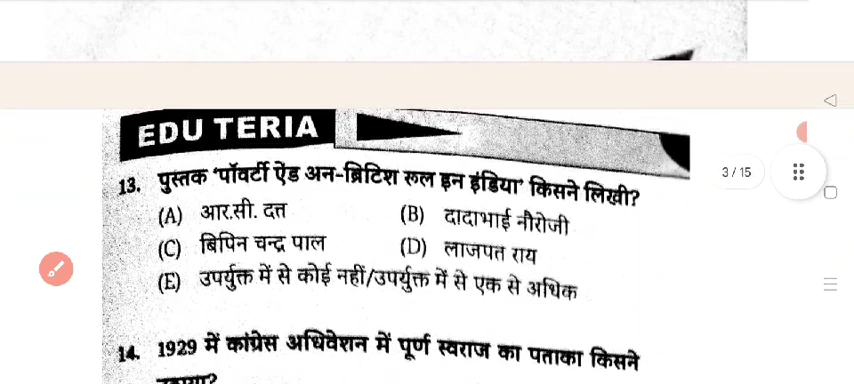 EDU TERIA
3 / 15
13. पुस्तक 'पॉवर्टी ऐंड अन-ब्रिटिश रूल इन इंडिया' किसने लिखी?
(A) आर.सी. दत्त (B) दादाभाई नौरोजी
(C) बिपिन चन्द्र पाल (D) लाजपत राय
(E) उपर्युक्त में से कोई नहीं/उपर्युक्त में से एक से अधिक
14. 1929 में कांग्रेस अधिवेशन में पूर्ण स्वराज का पताका किसने